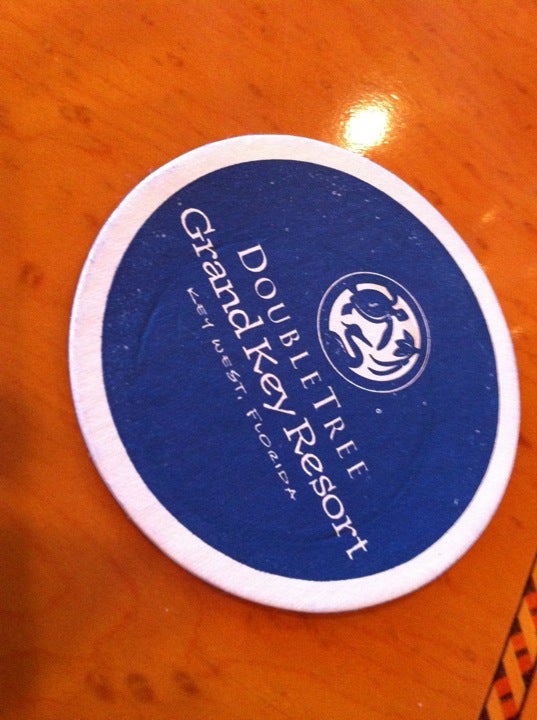 DOUBLETREE
Grand Key Resort
KEY WEST, FLORIDA